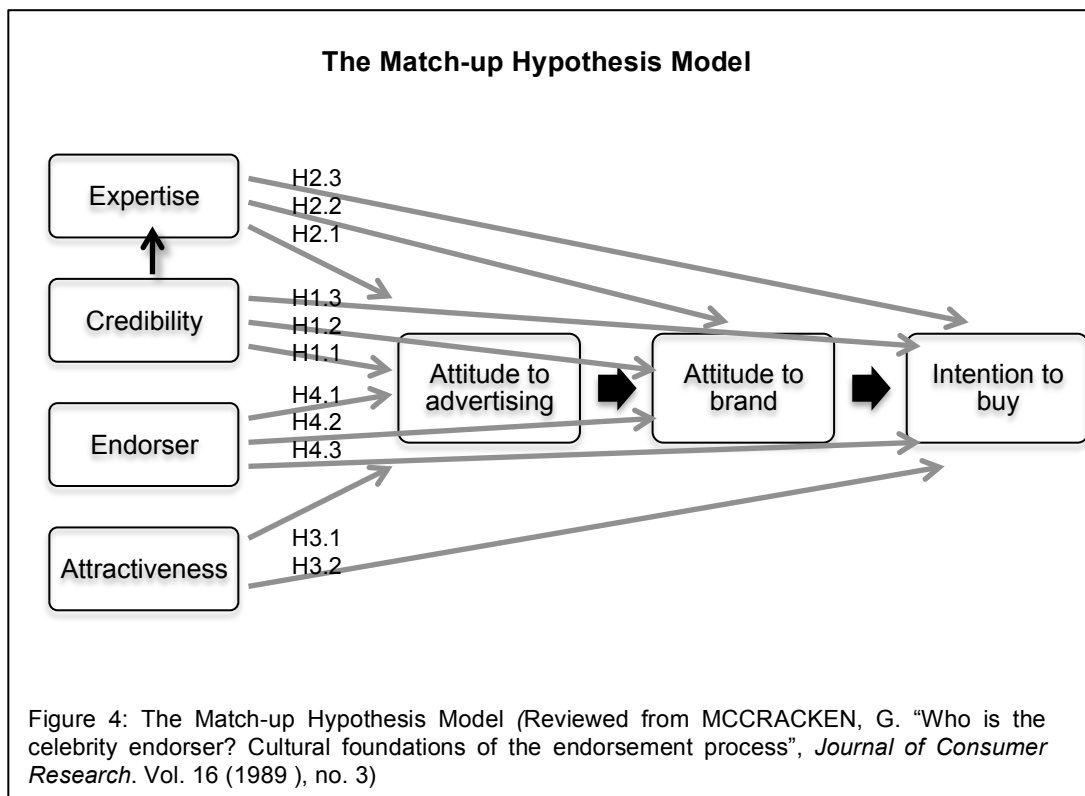 The Match-up Hypothesis Model
Expertise
H2.3
H2.2
H2.1
Credibility
H1.3
H1.2
H1.1
Attitude to
advertising
Attitude to
brand
Intention to
buy
Endorser
H4.1
H4.2
H4.3
Attractiveness
H3.1
H3.2
Figure 4: The Match-up Hypothesis Model (Reviewed from MCCRACKEN, G. “Who is the
celebrity endorser? Cultural foundations of the endorsement process”, Journal of Consumer
Research. Vol. 16 (1989 ), no. 3)